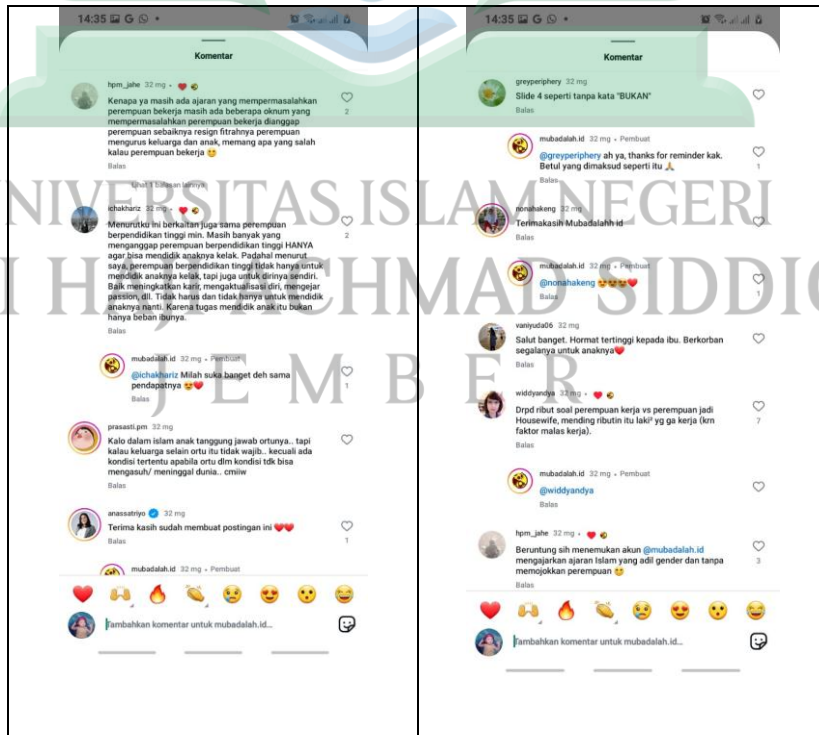 14:35
Komentar
hpm_jahe 32 mg
Kenapa ya masih ada ajaran yang mempermasalahkan
perempuan bekerja masih ada beberapa oknum yang
mempermasalahkan perempuan bekerja dianggap
perempuan sebaiknya resign fitrahnya perempuan
mengurus keluarga dan anak, memang apa yang salah
kalau perempuan bekerja 😊
2
Balas
Lihat 1 balasan lainnya
ichakhariz 32 mg
Menurutku ini berkaitan juga sama perempuan
berpendidikan tinggi min. Masih banyak yang
menganggap perempuan berpendidikan tinggi HANYA
agar bisa mendidik anaknya kelak. Padahal menurut
saya, perempuan berpendidikan tinggi tidak hanya untuk
mendidik anaknya kelak, tapi juga untuk dirinya sendiri.
Baik meningkatkan karir, mengaktualisasi diri, mengejar
passion, dll. Tidak harus dan tidak hanya untuk mendidik
anaknya nanti. Karena tugas mendidik anak itu bukan
hanya beban ibunya.
2
Balas
mubadalah.id 32 mg • Pembuat
@ichakhariz Milah suka banget deh sama
pendapatnya 😍❤️
1
Balas
prasasti.pm 32 mg
Kalo dalam islam anak tanggung jawab ortunya.. tapi
kalau keluarga selain ortu itu tidak wajib.. kecuali ada
kondisi tertentu apabila ortu dlm kondisi tdk bisa
mengasuh/ meninggal dunia.. cmiiw
Balas
anassatriyo 32 mg
Terima kasih sudah membuat postingan ini ❤️❤️
1
Balas
mubadalah.id 32 mg • Pembuat
Tambahkan komentar untuk mubadalah.id...
14:35
Komentar
greyperiphery 32 mg
Slide 4 seperti tanpa kata "BUKAN"
Balas
mubadalah.id 32 mg • Pembuat
@greyperiphery ah ya, thanks for reminder kak.
Betul yang dimaksud seperti itu 🙏
1
Balas
nonahakeng 32 mg
Terimakasih Mubadalahh id
Balas
mubadalah.id 32 mg • Pembuat
@nonahakeng 😍😍😍❤️
1
Balas
vaniyuda06 32 mg
Salut banget. Hormat tertinggi kepada ibu. Berkorban
segalanya untuk anaknya❤️
Balas
widdyandya 32 mg
Drpd ribut soal perempuan kerja vs perempuan jadi
Housewife, mending ributin itu laki² yg ga kerja (krn
faktor malas kerja).
7
Balas
mubadalah.id 32 mg • Pembuat
@widdyandya
Balas
hpm_jahe 32 mg
Beruntung sih menemukan akun @mubadalah.id
mengajarkan ajaran Islam yang adil gender dan tanpa
memojokkan perempuan 😊
3
Balas
Tambahkan komentar untuk mubadalah.id...
UNIVERSITAS ISLAM NEGERI
HAJI ACHMAD SIDDIQ
JEMBER